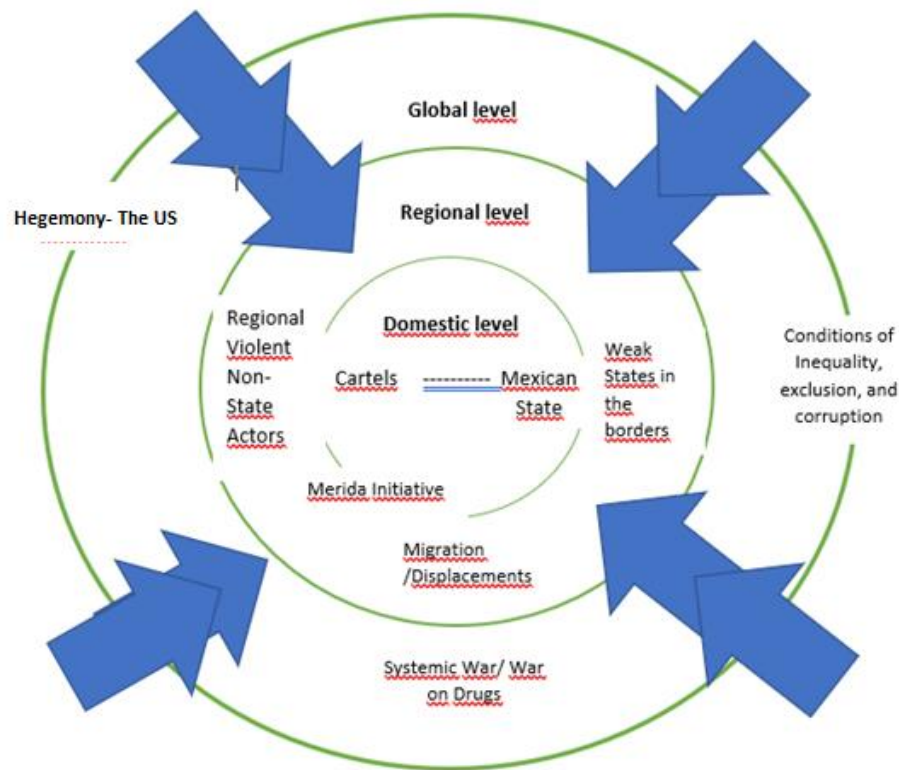 Global level
Regional level
Hegemony- The US
Domestic level
Regional
Violent
Non-
State
Actors
Cartels
----------
Mexican
State
Weak
States in
the
borders
Conditions of
Inequality,
exclusion, and
corruption
Merida Initiative
Migration
/Displacements
Systemic War/ War
on Drugs